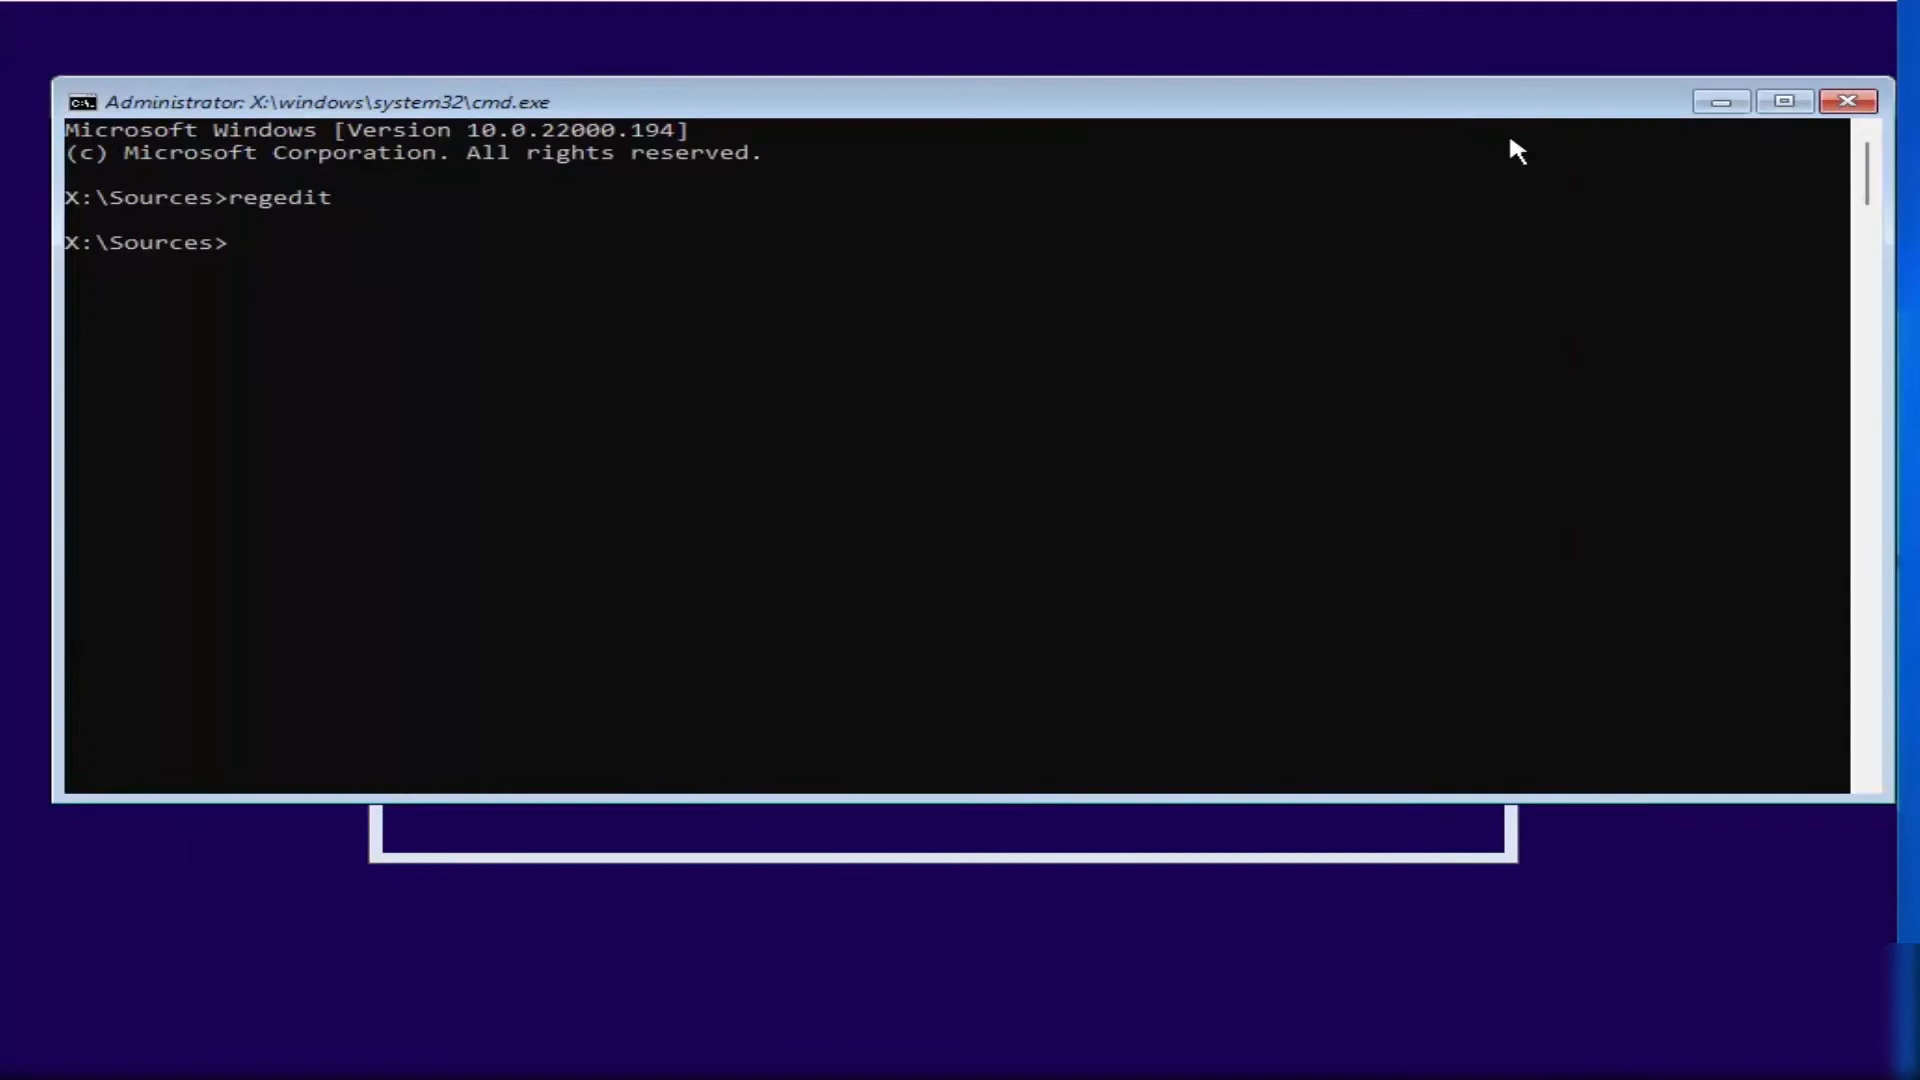 Administrator: X:\windows\system32\cmd.exe
Microsoft Windows [Version 10.0.22000.194]
(c) Microsoft Corporation. All rights reserved.
X:\Sources>regedit
X:\Sources>